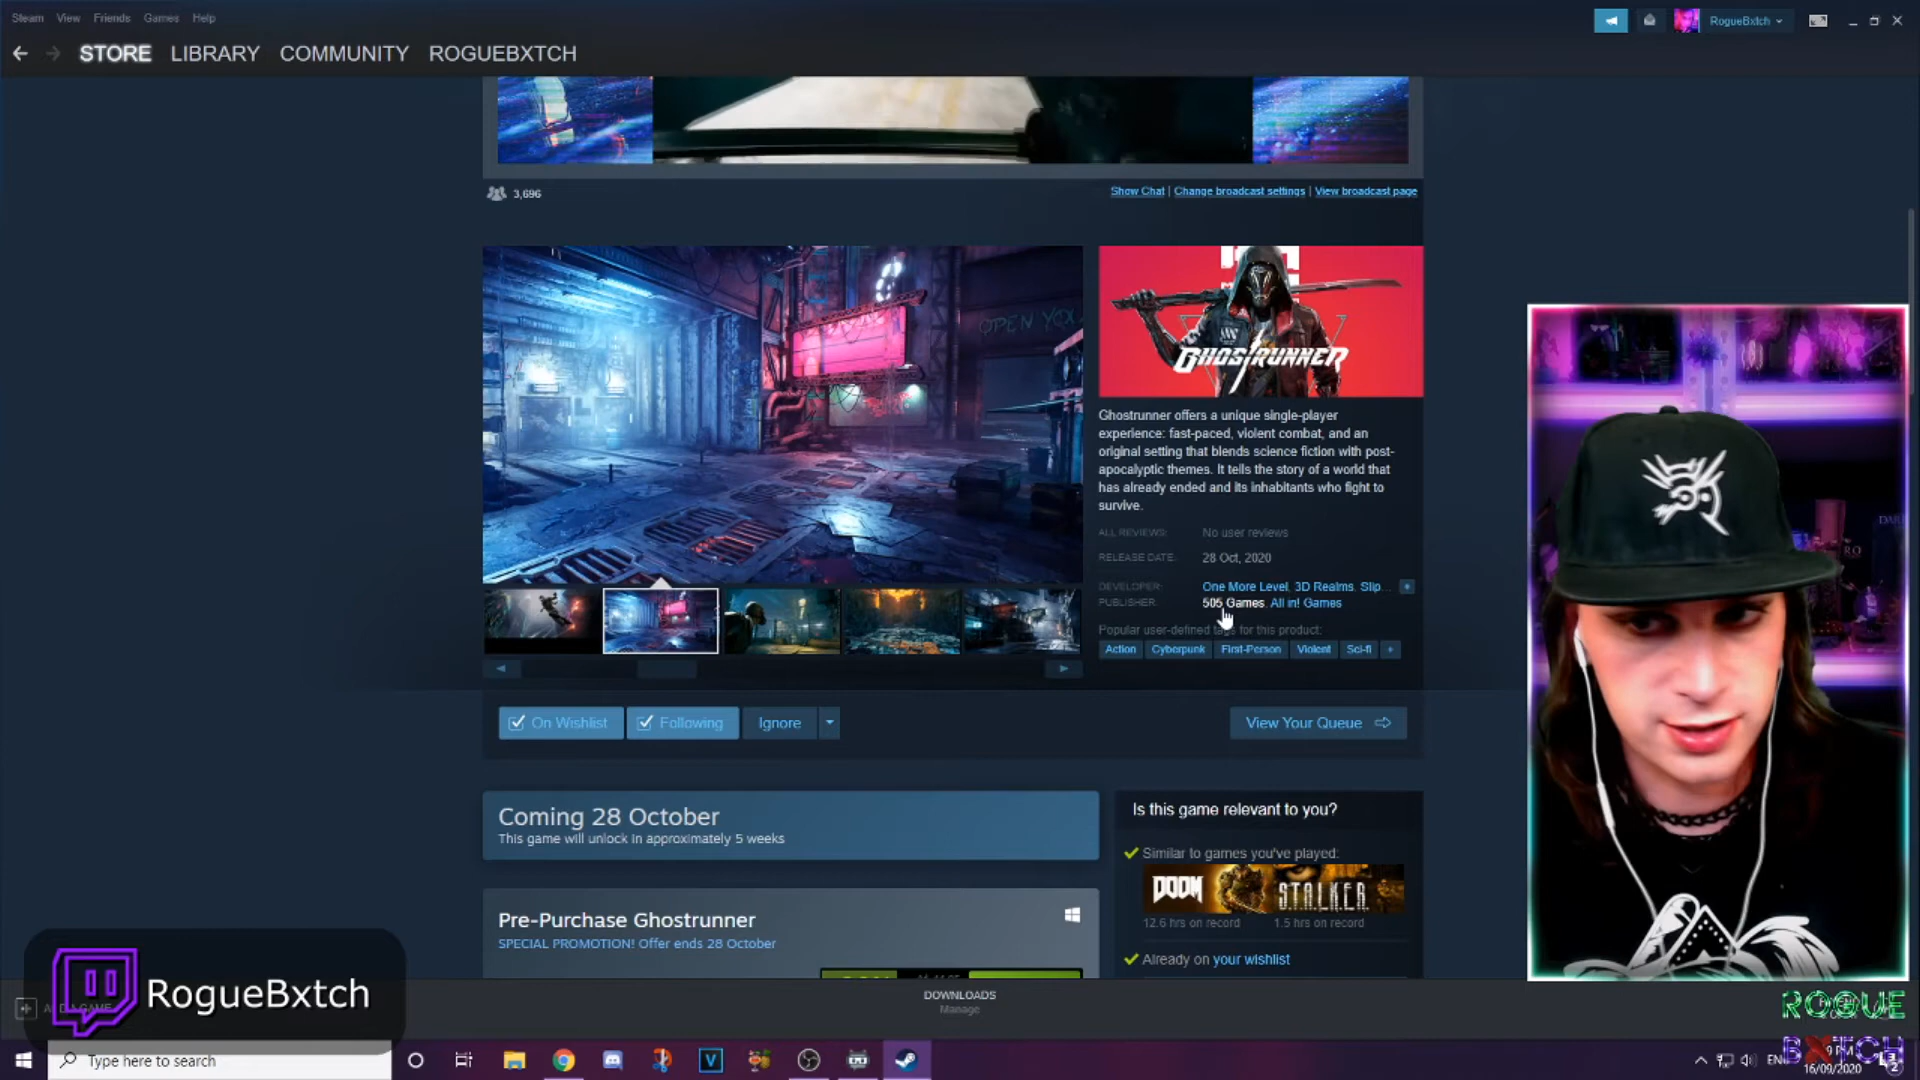 Steam View Friends Games Help
RogueBxtch
STORE LIBRARY COMMUNITY ROGUEBXTCH
3,696
Show Chat | Change broadcast settings | View broadcast page
OPEN YOU
GHOSTRUNNER
Ghostrunner offers a unique single-player
experience: fast-paced, violent combat, and an
original setting that blends science fiction with post-
apocalyptic themes. It tells the story of a world that
has already ended and its inhabitants who fight to
survive.
ALL REVIEWS: No user reviews
RELEASE DATE: 28 Oct, 2020
DEVELOPER: One More Level, 3D Realms, Slip...
PUBLISHER: 505 Games, All in! Games
Popular user-defined tags for this product:
Action Cyberpunk First-Person Violent Sci-fi +
On Wishlist Following Ignore View Your Queue
Coming 28 October
This game will unlock in approximately 5 weeks
Is this game relevant to you?
Similar to games you've played:
DOOM S.T.A.L.K.E.R.
12.6 hrs on record 1.5 hrs on record
Already on your wishlist
Pre-Purchase Ghostrunner
SPECIAL PROMOTION! Offer ends 28 October
RogueBxtch
DOWNLOADS
Manage
ROGUE
BXTCH
Type here to search
16/09/2020